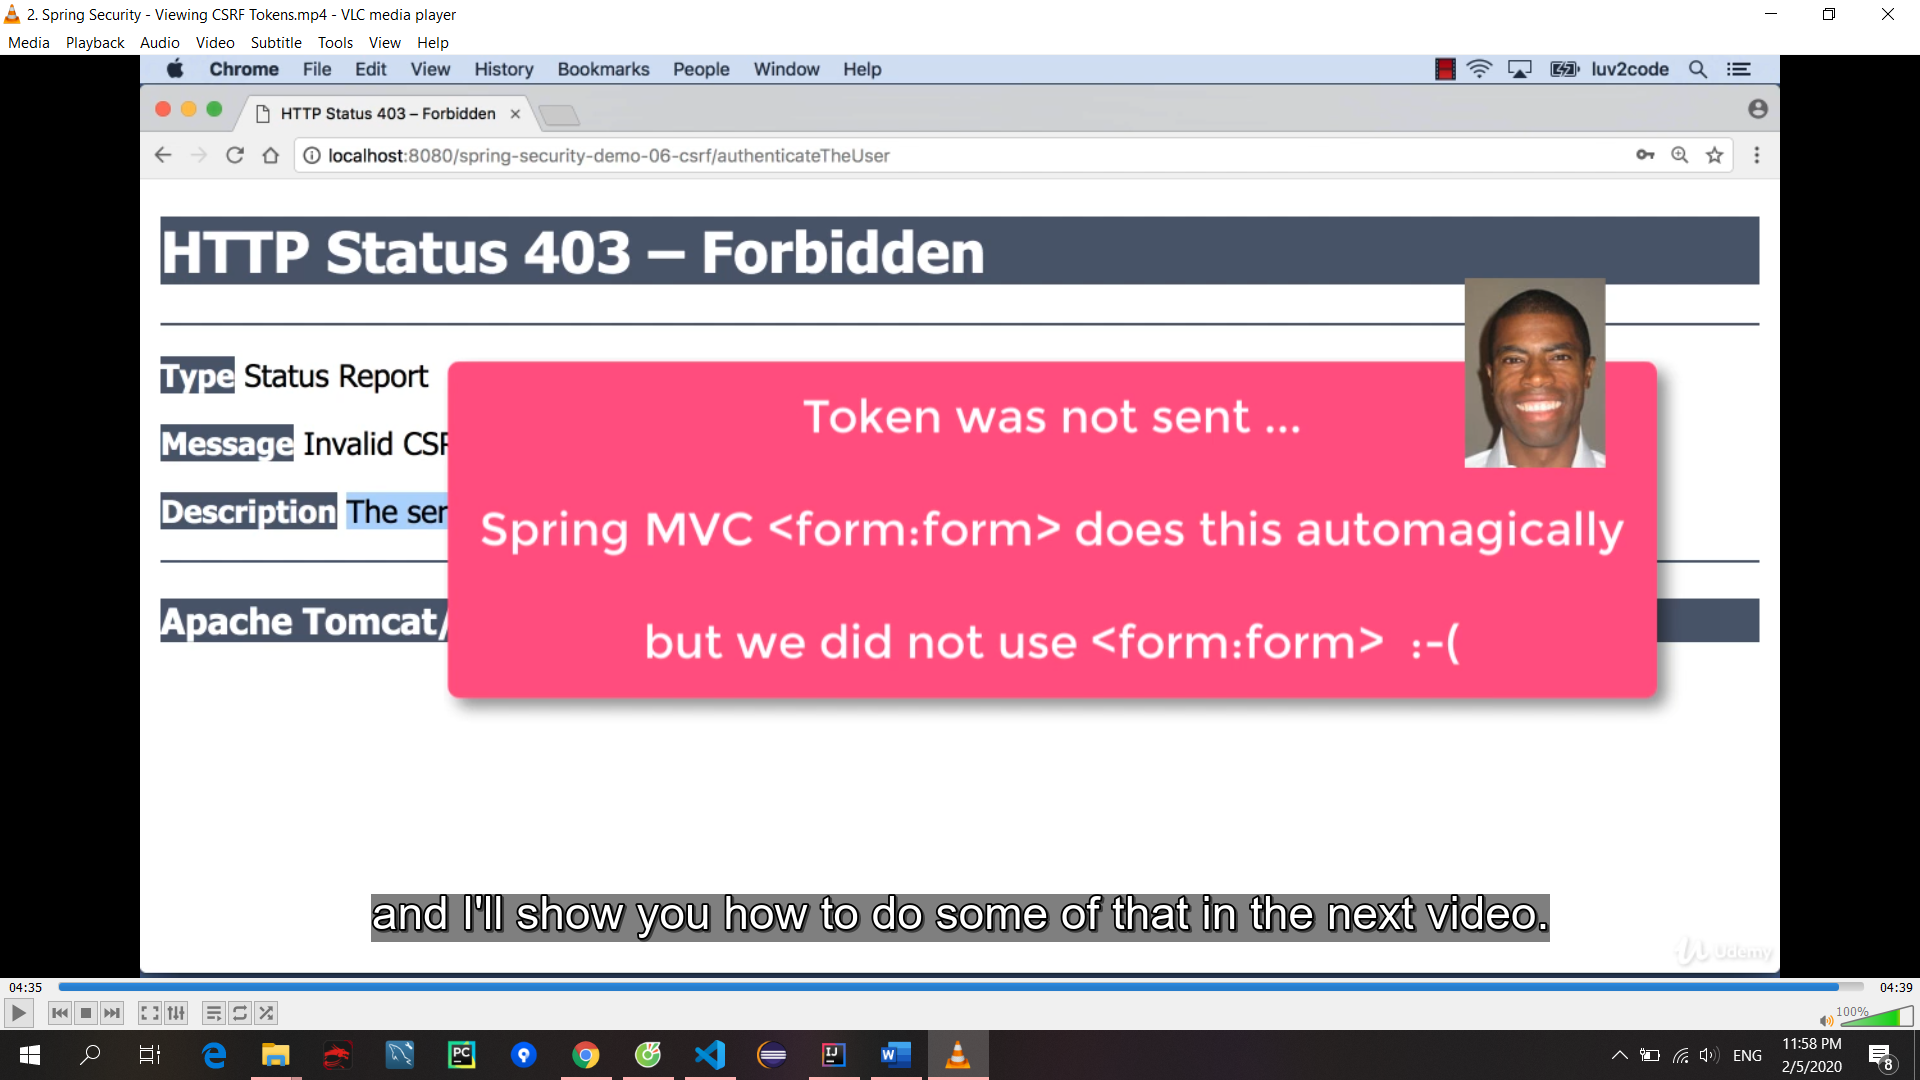 2. Spring Security - Viewing CSRF Tokens.mp4 - VLC media player
Media Playback Audio Video Subtitle Tools View Help
Chrome File Edit View History Bookmarks People Window Help luv2code
HTTP Status 403 – Forbidden
localhost:8080/spring-security-demo-06-csrf/authenticateTheUser
HTTP Status 403 – Forbidden
Type Status Report
Message Invalid CSR
Description The ser
Apache Tomcat/
Token was not sent ...
Spring MVC <form:form> does this automagically
but we did not use <form:form> :-(
and I'll show you how to do some of that in the next video.
Udemy
04:35 04:39
100%
ENG
11:58 PM
2/5/2020
8